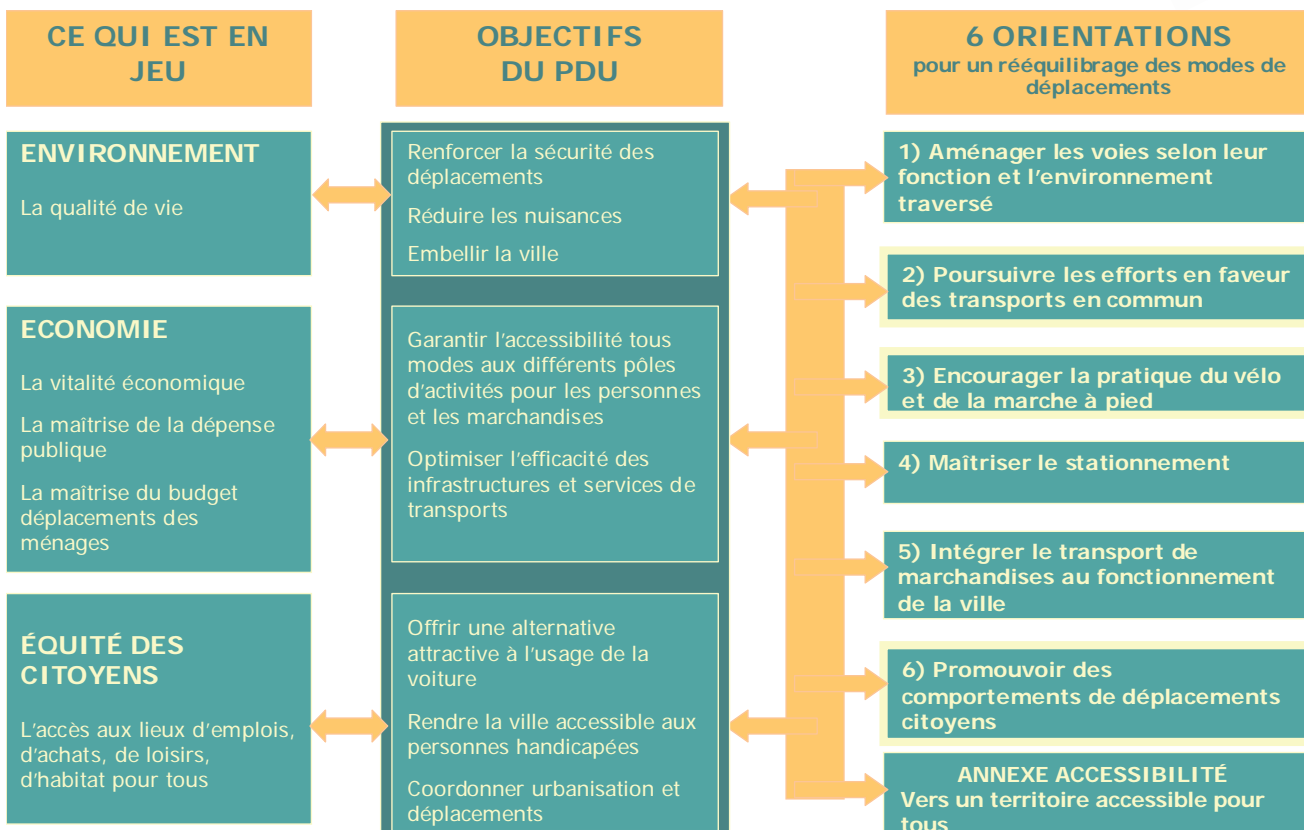 CE QUI EST EN
JEU
ENVIRONNEMENT
La qualité de vie
ECONOMIE
La vitalité économique
La maîtrise de la dépense
publique
La maîtrise du budget
déplacements des
ménages
ÉQUITÉ DES
CITOYENS
L'accès aux lieux d'emplois,
d'achats, de loisirs,
d'habitat pour tous
OBJECTIFS
DU PDU
Renforcer la sécurité des
déplacements
Réduire les nuisances
Embellir la ville
Garantir l'accessibilité tous
modes aux différents pôles
d'activités pour les personnes
et les marchandises
Optimiser l'efficacité des
infrastructures et services de
transports
Offrir une alternative
attractive à l'usage de la
voiture
Rendre la ville accessible aux
personnes handicapées
Coordonner urbanisation et
déplacements
6 ORIENTATIONS
pour un rééquilibrage des modes de
déplacements
1) Aménager les voies selon leur
fonction et l'environnement
traversé
2) Poursuivre les efforts en faveur
des transports en commun
3) Encourager la pratique du vélo
et de la marche à pied
4) Maîtriser le stationnement
5) Intégrer le transport de
marchandises au fonctionnement
de la ville
6) Promouvoir des
comportements de déplacements
citoyens
ANNEXE ACCESSIBILITÉ
Vers un territoire accessible pour
tous